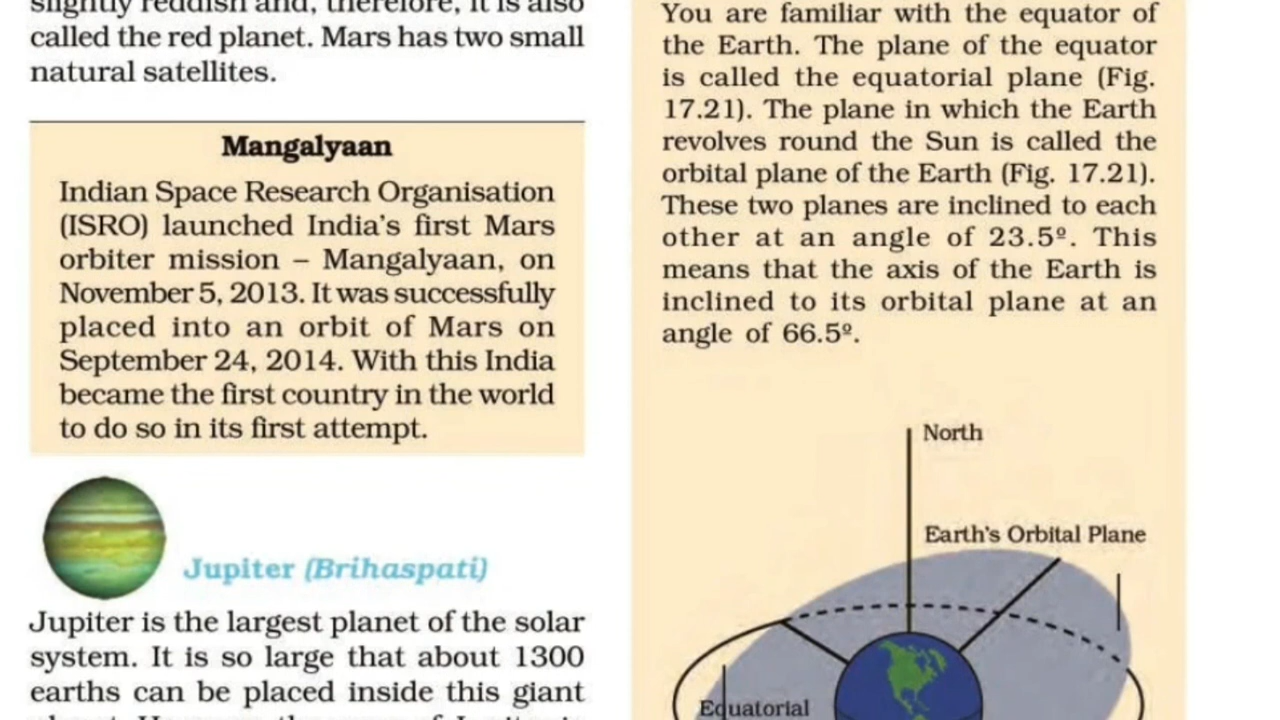 slightly reddish and, therefore, it is also
called the red planet. Mars has two small
natural satellites.
Mangalyaan
Indian Space Research Organisation
(ISRO) launched India's first Mars
orbiter mission – Mangalyaan, on
November 5, 2013. It was successfully
placed into an orbit of Mars on
September 24, 2014. With this India
became the first country in the world
to do so in its first attempt.
Jupiter (Brihaspati)
Jupiter is the largest planet of the solar
system. It is so large that about 1300
earths can be placed inside this giant
You are familiar with the equator of
the Earth. The plane of the equator
is called the equatorial plane (Fig.
17.21). The plane in which the Earth
revolves round the Sun is called the
orbital plane of the Earth (Fig. 17.21).
These two planes are inclined to each
other at an angle of 23.5º. This
means that the axis of the Earth is
inclined to its orbital plane at an
angle of 66.5º.
North
Earth's Orbital Plane
Equatorial